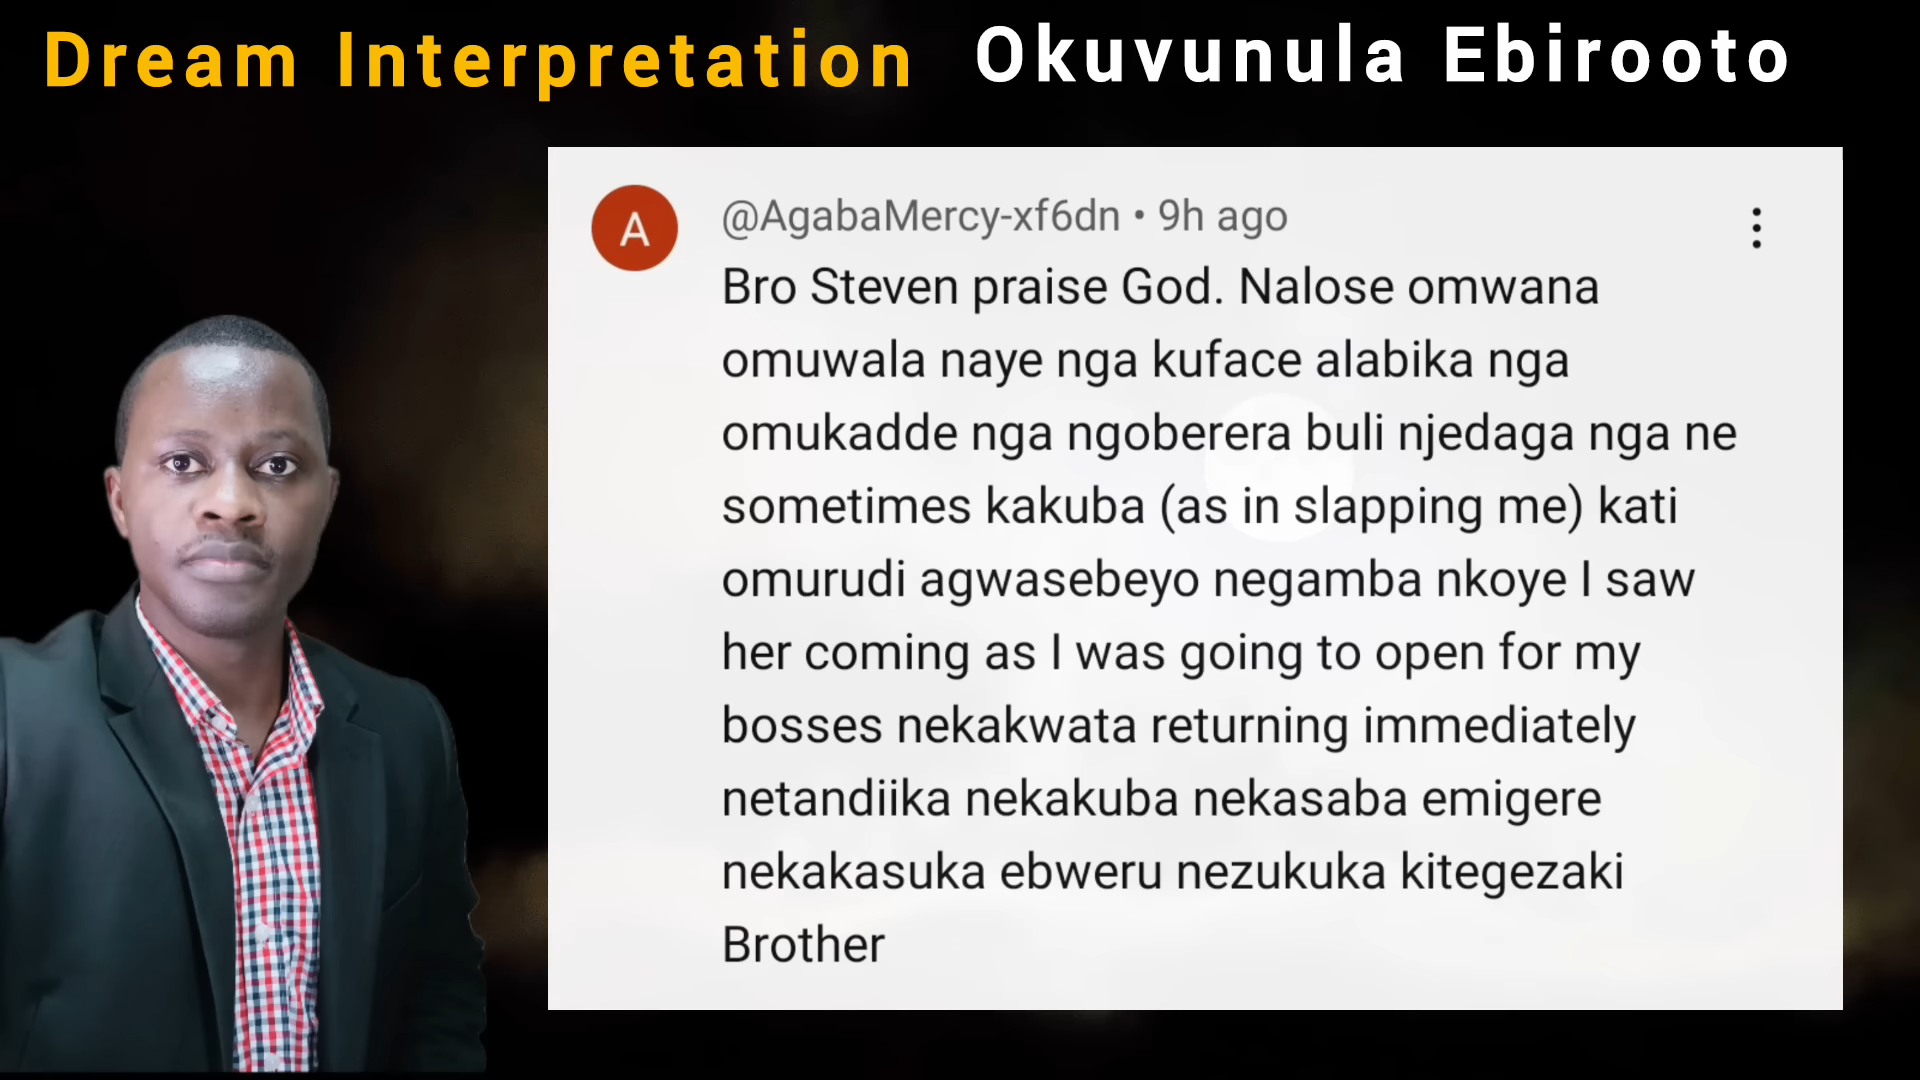 Dream Interpretation Okuvunula Ebirooto
A
@AgabaMercy-xf6dn • 9h ago
Bro Steven praise God. Nalose omwana
omuwala naye nga kuface alabika nga
omukadde nga ngoberera buli njedaga nga ne
sometimes kakuba (as in slapping me) kati
omurudi agwasebeyo negamba nkoye I saw
her coming as I was going to open for my
bosses nekakwata returning immediately
netandiika nekakuba nekasaba emigere
nekakasuka ebweru nezukuka kitegezaki
Brother